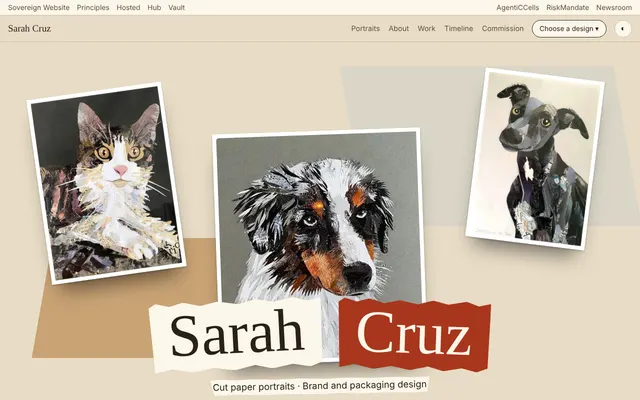 Sovereign Website Principles Hosted Hub Vault AgentiCCells RiskMandate Newsroom
Sarah Cruz Portraits About Work Timeline Commission Choose a design ▾
Sarah Cruz
Cut paper portraits · Brand and packaging design